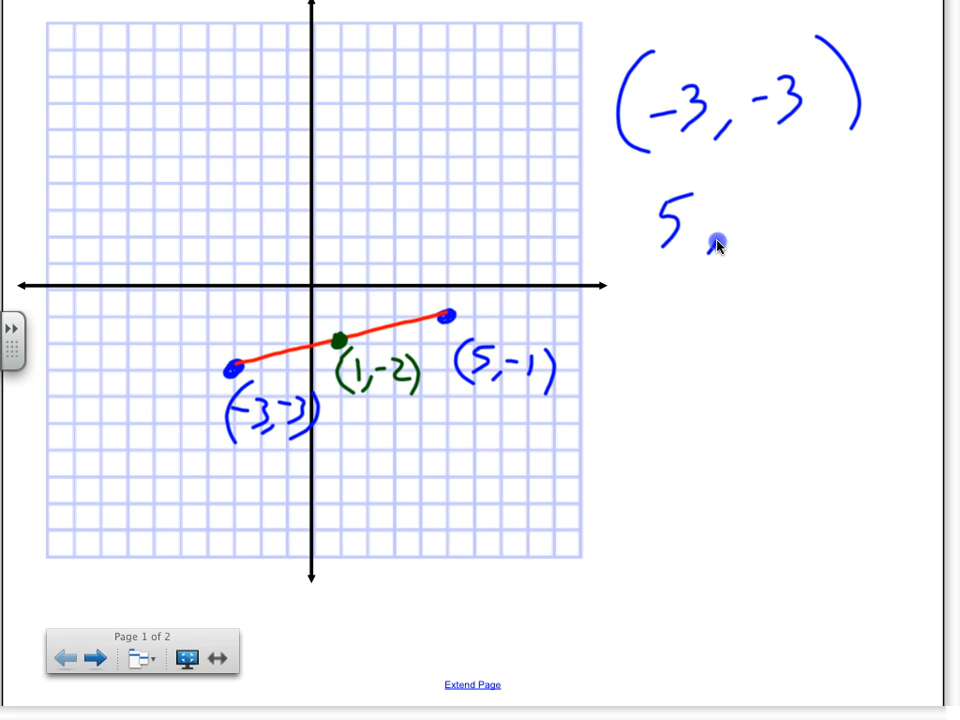 (-3, -3)
5,
(1, -2)
(5, -1)
(-3, -3)
Page 1 of 2
Extend Page